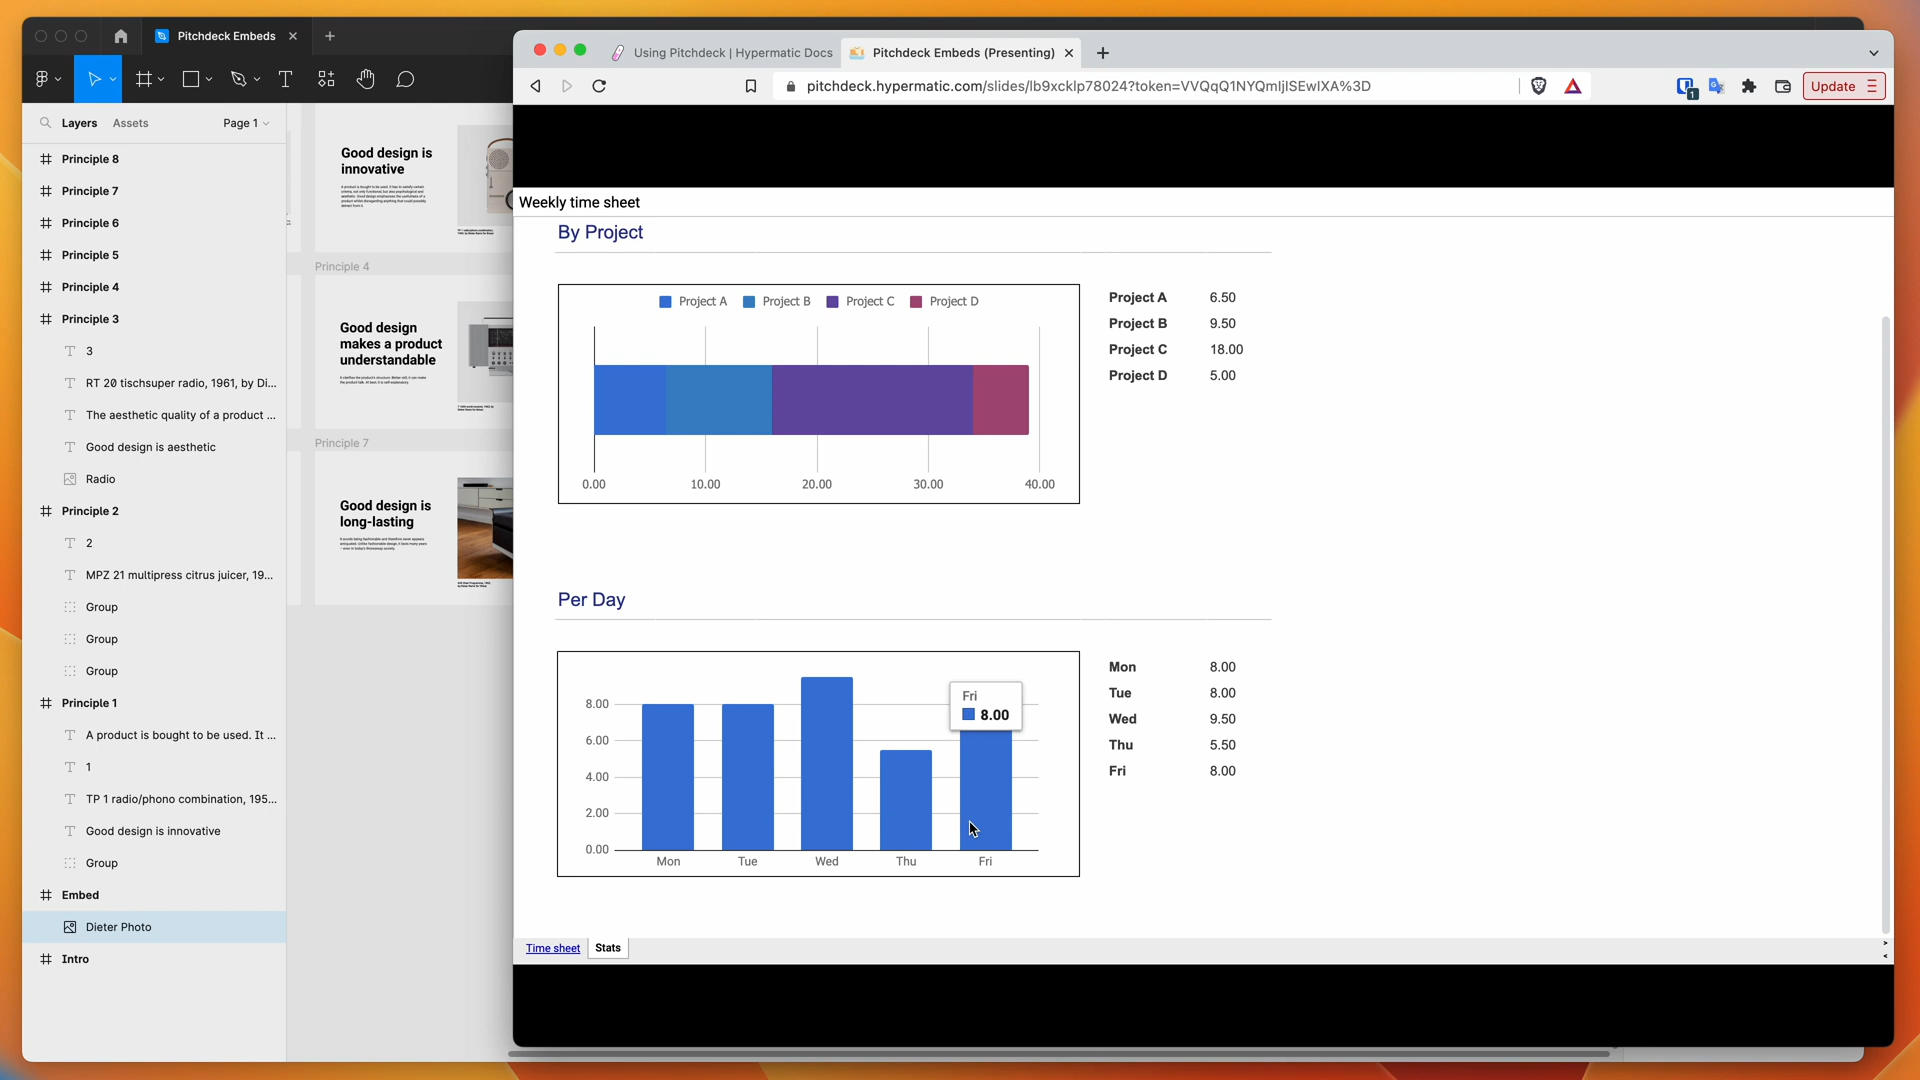 Pitchdeck Embeds
Layers
Assets
Page 1
Principle 8
Principle 7
Principle 6
Principle 5
Principle 4
Principle 3
3
RT 20 tischsuper radio, 1961, by Di...
The aesthetic quality of a product ...
Good design is aesthetic
Radio
Principle 2
2
MPZ 21 multipress citrus juicer, 19...
Group
Group
Group
Principle 1
A product is bought to be used. It ...
1
TP 1 radio/phono combination, 195...
Good design is innovative
Group
Embed
Dieter Photo
Intro
Good design is
innovative
Principle 4
Good design
makes a product
understandable
Principle 7
Good design is
long-lasting
Using Pitchdeck | Hypermatic Docs
Pitchdeck Embeds (Presenting)
pitchdeck.hypermatic.com/slides/lb9xcklp78024?token=VVQqQ1NYQmljlSEwIXA%3D
1
Update
Weekly time sheet
By Project
Project A Project B Project C Project D
0.00 10.00 20.00 30.00 40.00
Project A 6.50
Project B 9.50
Project C 18.00
Project D 5.00
Per Day
8.00
6.00
4.00
2.00
0.00
Fri
8.00
Mon Tue Wed Thu Fri
Mon 8.00
Tue 8.00
Wed 9.50
Thu 5.50
Fri 8.00
Time sheet
Stats